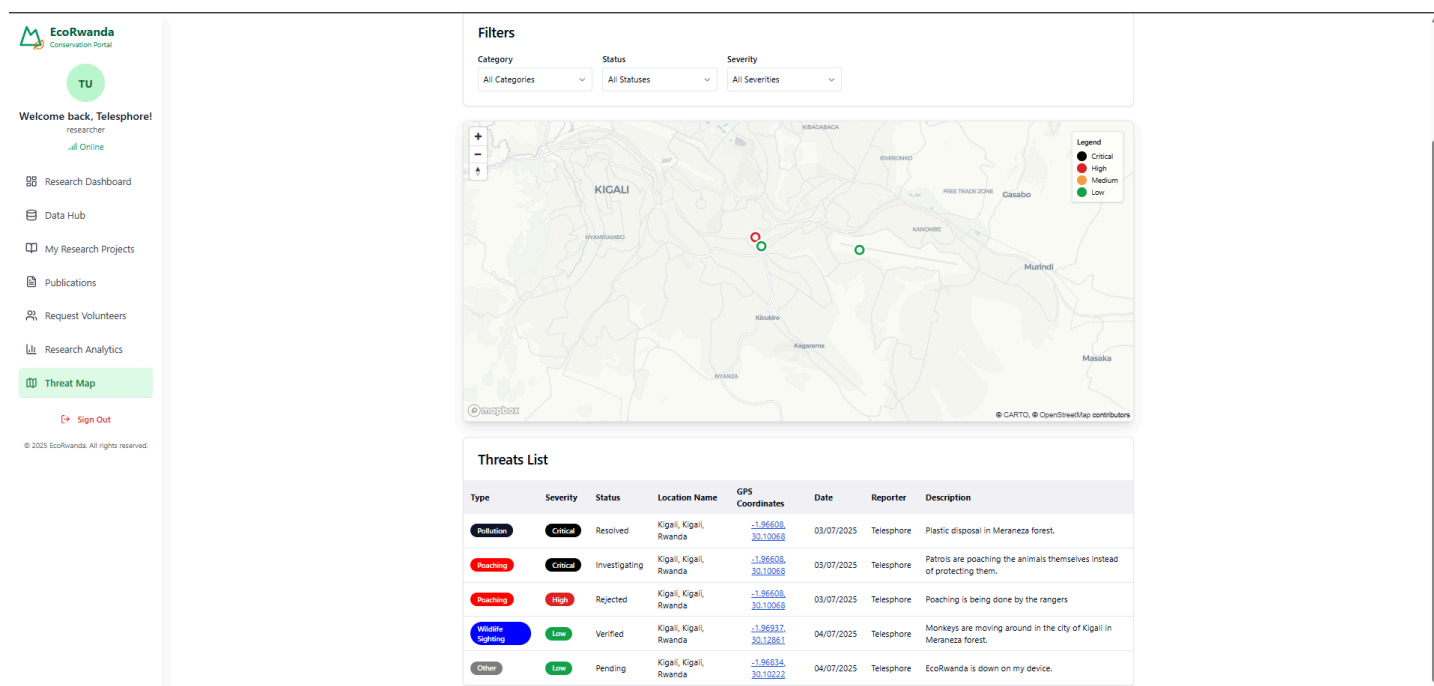 EcoRwanda
Conservation Portal
TU
Welcome back, Telesphore!
researcher
Online
Research Dashboard
Data Hub
My Research Projects
Publications
Request Volunteers
Research Analytics
Threat Map
Sign Out
© 2025 EcoRwanda. All rights reserved.
Filters
Category Status Severity
All Categories All Statuses All Severities
KIBAGABAGA
KIMIRONKO
KIGALI
FREE TRADE ZONE
Gasabo
NYAMIRAMBO
KANOMBE
Murindi
Kicukiro
Kagarama
Masaka
NYANZA
Legend
Critical
High
Medium
Low
mapbox
© CARTO, © OpenStreetMap contributors
Threats List
Type Severity Status Location Name GPS Coordinates Date Reporter Description
Pollution Critical Resolved Kigali, Kigali, Rwanda -1.96608, 30.10068 03/07/2025 Telesphore Plastic disposal in Meraneza forest.
Poaching Critical Investigating Kigali, Kigali, Rwanda -1.96608, 30.10068 03/07/2025 Telesphore Patrols are poaching the animals themselves instead of protecting them.
Poaching High Rejected Kigali, Kigali, Rwanda -1.96608, 30.10068 03/07/2025 Telesphore Poaching is being done by the rangers
Wildlife Sighting Low Verified Kigali, Kigali, Rwanda -1.96937, 30.12861 04/07/2025 Telesphore Monkeys are moving around in the city of Kigali in Meraneza forest.
Other Low Pending Kigali, Kigali, Rwanda -1.96834, 30.10222 04/07/2025 Telesphore EcoRwanda is down on my device.